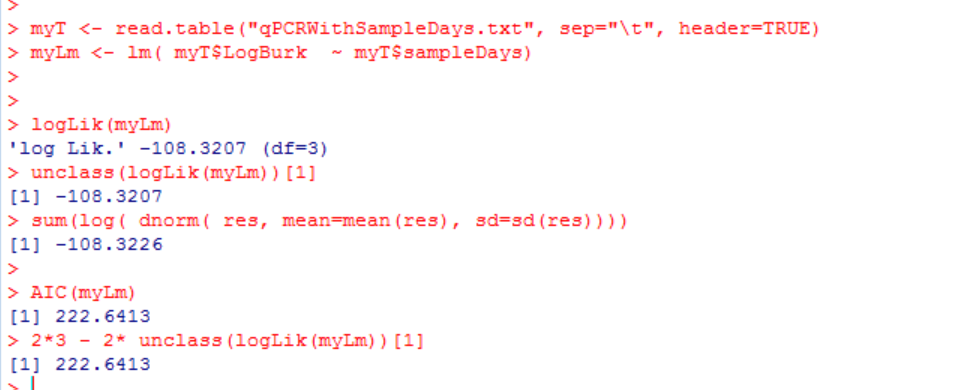 >
> myT <- read.table("qPCRWithSampleDays.txt", sep="\t", header=TRUE)
> myLm <- lm( myT$LogBurk  ~ myT$sampleDays)
>
>
> logLik(myLm)
'log Lik.' -108.3207 (df=3)
> unclass(logLik(myLm))[1]
[1] -108.3207
> sum(log( dnorm( res, mean=mean(res), sd=sd(res))))
[1] -108.3226
>
> AIC(myLm)
[1] 222.6413
> 2*3 - 2* unclass(logLik(myLm))[1]
[1] 222.6413
>